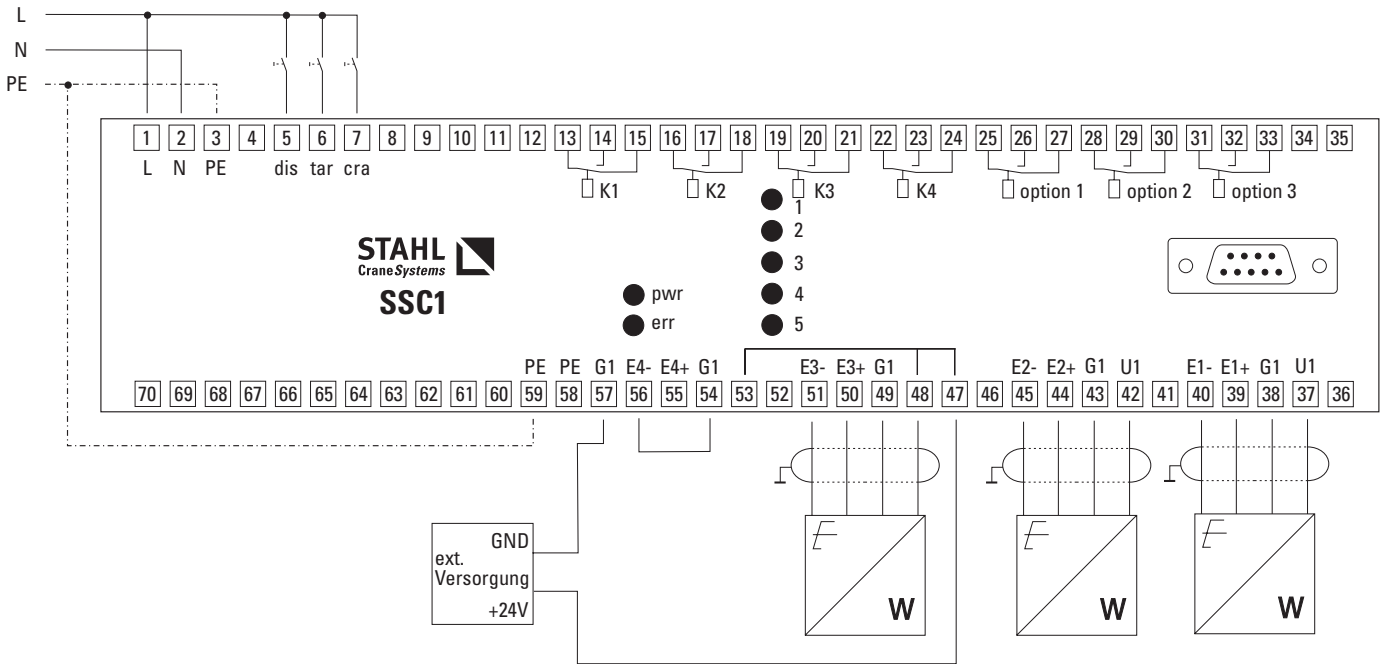 L
N
PE
1 2 3 4 5 6 7 8 9 10 11 12 13 14 15 16 17 18 19 20 21 22 23 24 25 26 27 28 29 30 31 32 33 34 35
L N PE dis tar cra
K1 K2 K3 K4 option 1 option 2 option 3
1
2
3
4
5
STAHL
CraneSystems
SSC1
pwr
err
PE PE G1 E4- E4+ G1 E3- E3+ G1 E2- E2+ G1 U1 E1- E1+ G1 U1
70 69 68 67 66 65 64 63 62 61 60 59 58 57 56 55 54 53 52 51 50 49 48 47 46 45 44 43 42 41 40 39 38 37 36
GND
ext.
Versorgung
+24V
F W
F W
F W